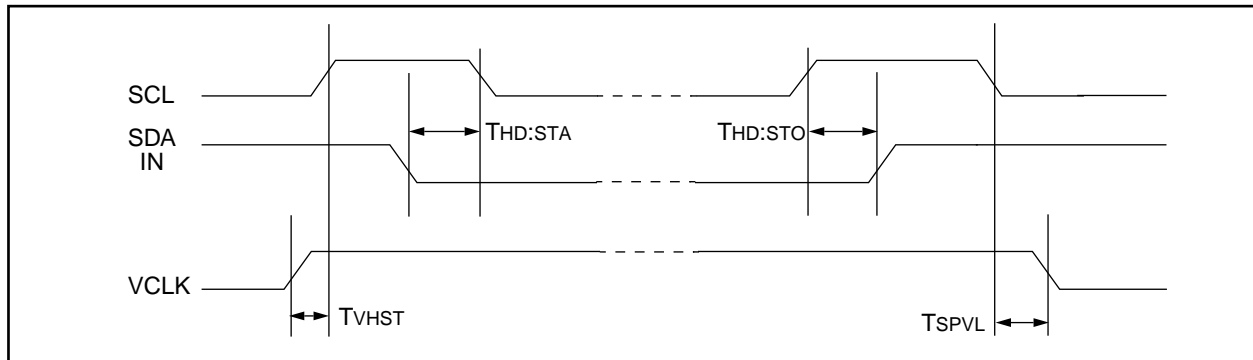 SCL
THD:STA
THD:STO
SDA
IN
VCLK
TVHST
TSPVL